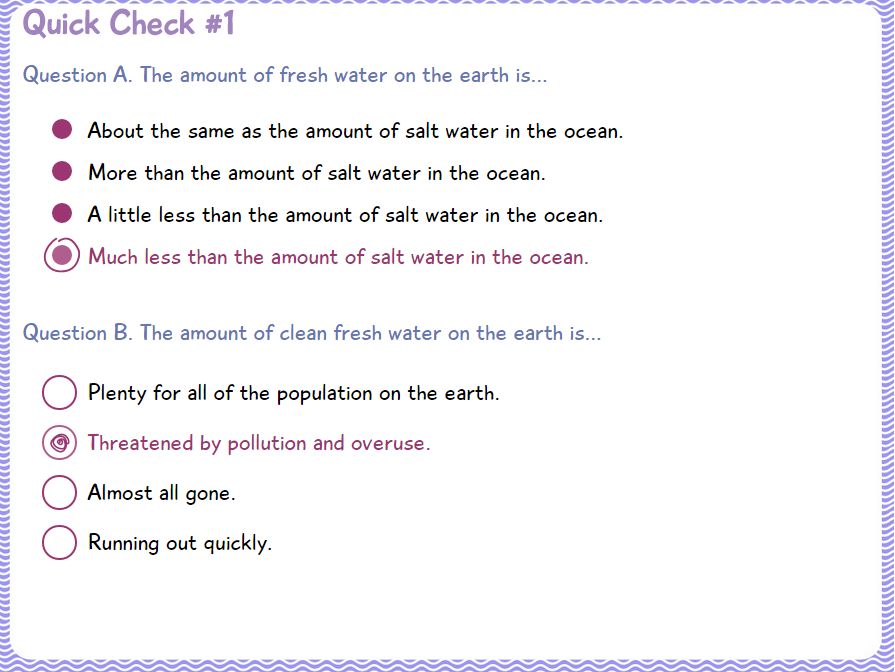 Quick Check #1
Question A. The amount of fresh water on the earth is...
About the same as the amount of salt water in the ocean.
More than the amount of salt water in the ocean.
A little less than the amount of salt water in the ocean.
Much less than the amount of salt water in the ocean.
Question B. The amount of clean fresh water on the earth is...
Plenty for all of the population on the earth.
Threatened by pollution and overuse.
Almost all gone.
Running out quickly.